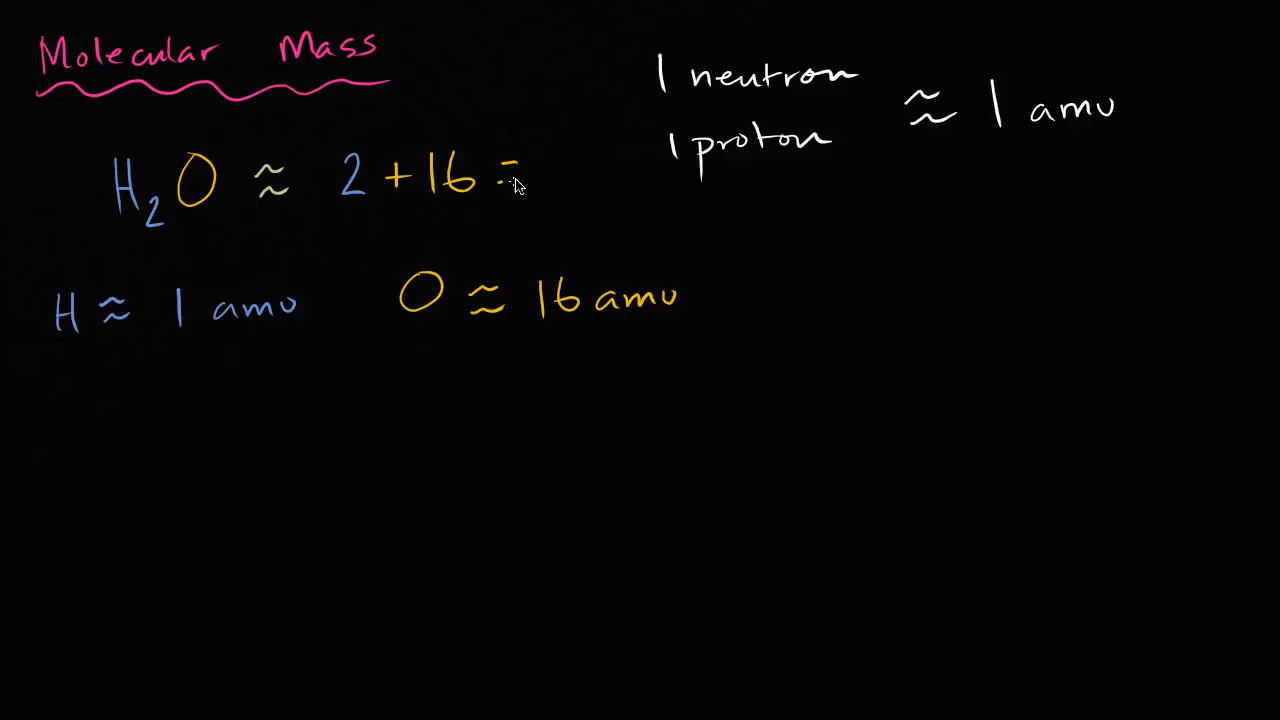 Molecular Mass
1 neutron
1 proton
≈ 1 amu
H₂O ≈ 2 + 16 =
H ≈ 1 amu
O ≈ 16 amu